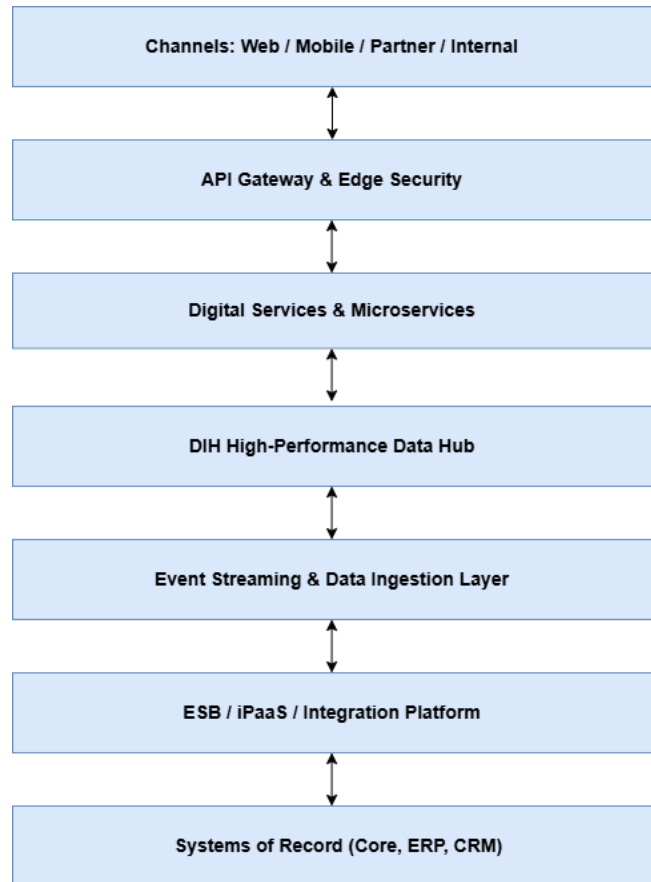 Channels: Web / Mobile / Partner / Internal
API Gateway & Edge Security
Digital Services & Microservices
DIH High-Performance Data Hub
Event Streaming & Data Ingestion Layer
ESB / iPaaS / Integration Platform
Systems of Record (Core, ERP, CRM)